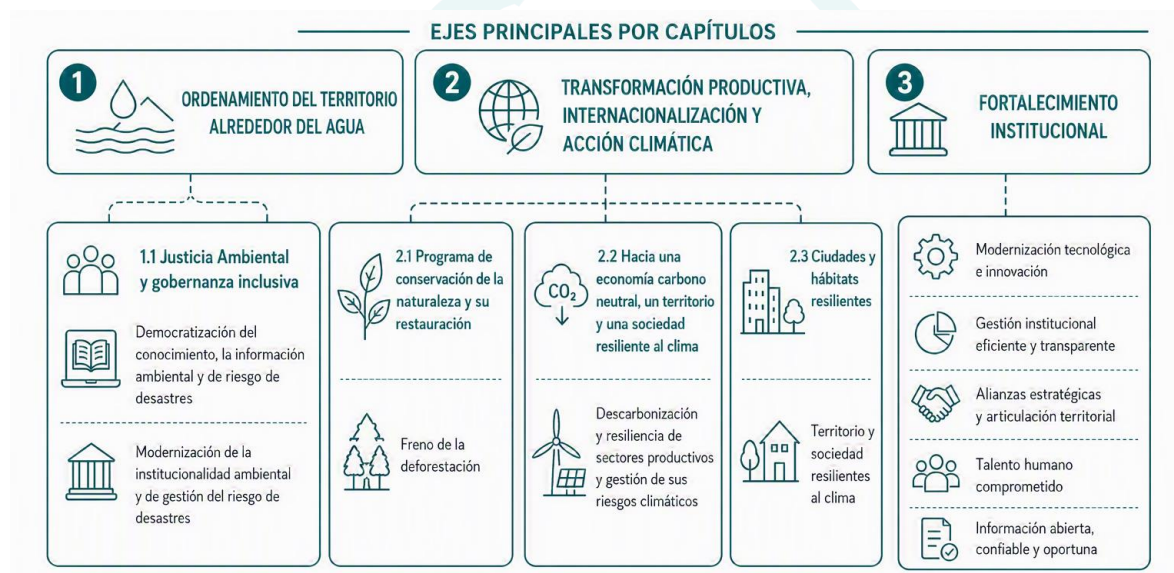 EJES PRINCIPALES POR CAPÍTULOS
1
ORDENAMIENTO DEL TERRITORIO
ALREDEDOR DEL AGUA
2
TRANSFORMACIÓN PRODUCTIVA,
INTERNACIONALIZACIÓN Y
ACCIÓN CLIMÁTICA
3
FORTALECIMIENTO
INSTITUCIONAL
1.1 Justicia Ambiental
y gobernanza inclusiva
Democratización del
conocimiento, la información
ambiental y de riesgo de
desastres
Modernización de la
institucionalidad ambiental
y de gestión del riesgo de
desastres
2.1 Programa de
conservación de la
naturaleza y su
restauración
Freno de la
deforestación
2.2 Hacia una
economía carbono
neutral, un territorio
y una sociedad
resiliente al clima
CO₂
Descarbonización
y resiliencia de
sectores productivos
y gestión de sus
riesgos climáticos
2.3 Ciudades y
hábitats
resilientes
Territorio y
sociedad
resilientes
al clima
Modernización tecnológica
e innovación
Gestión institucional
eficiente y transparente
Alianzas estratégicas
y articulación territorial
Talento humano
comprometido
Información abierta,
confiable y oportuna